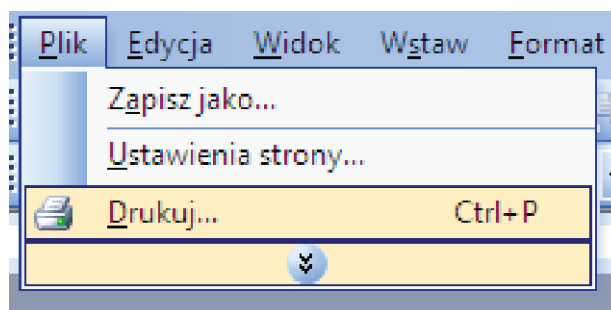 Plik Edycja Widok Wstaw Format
Zapisz jako...
Ustawienia strony...
Drukuj... Ctrl+P